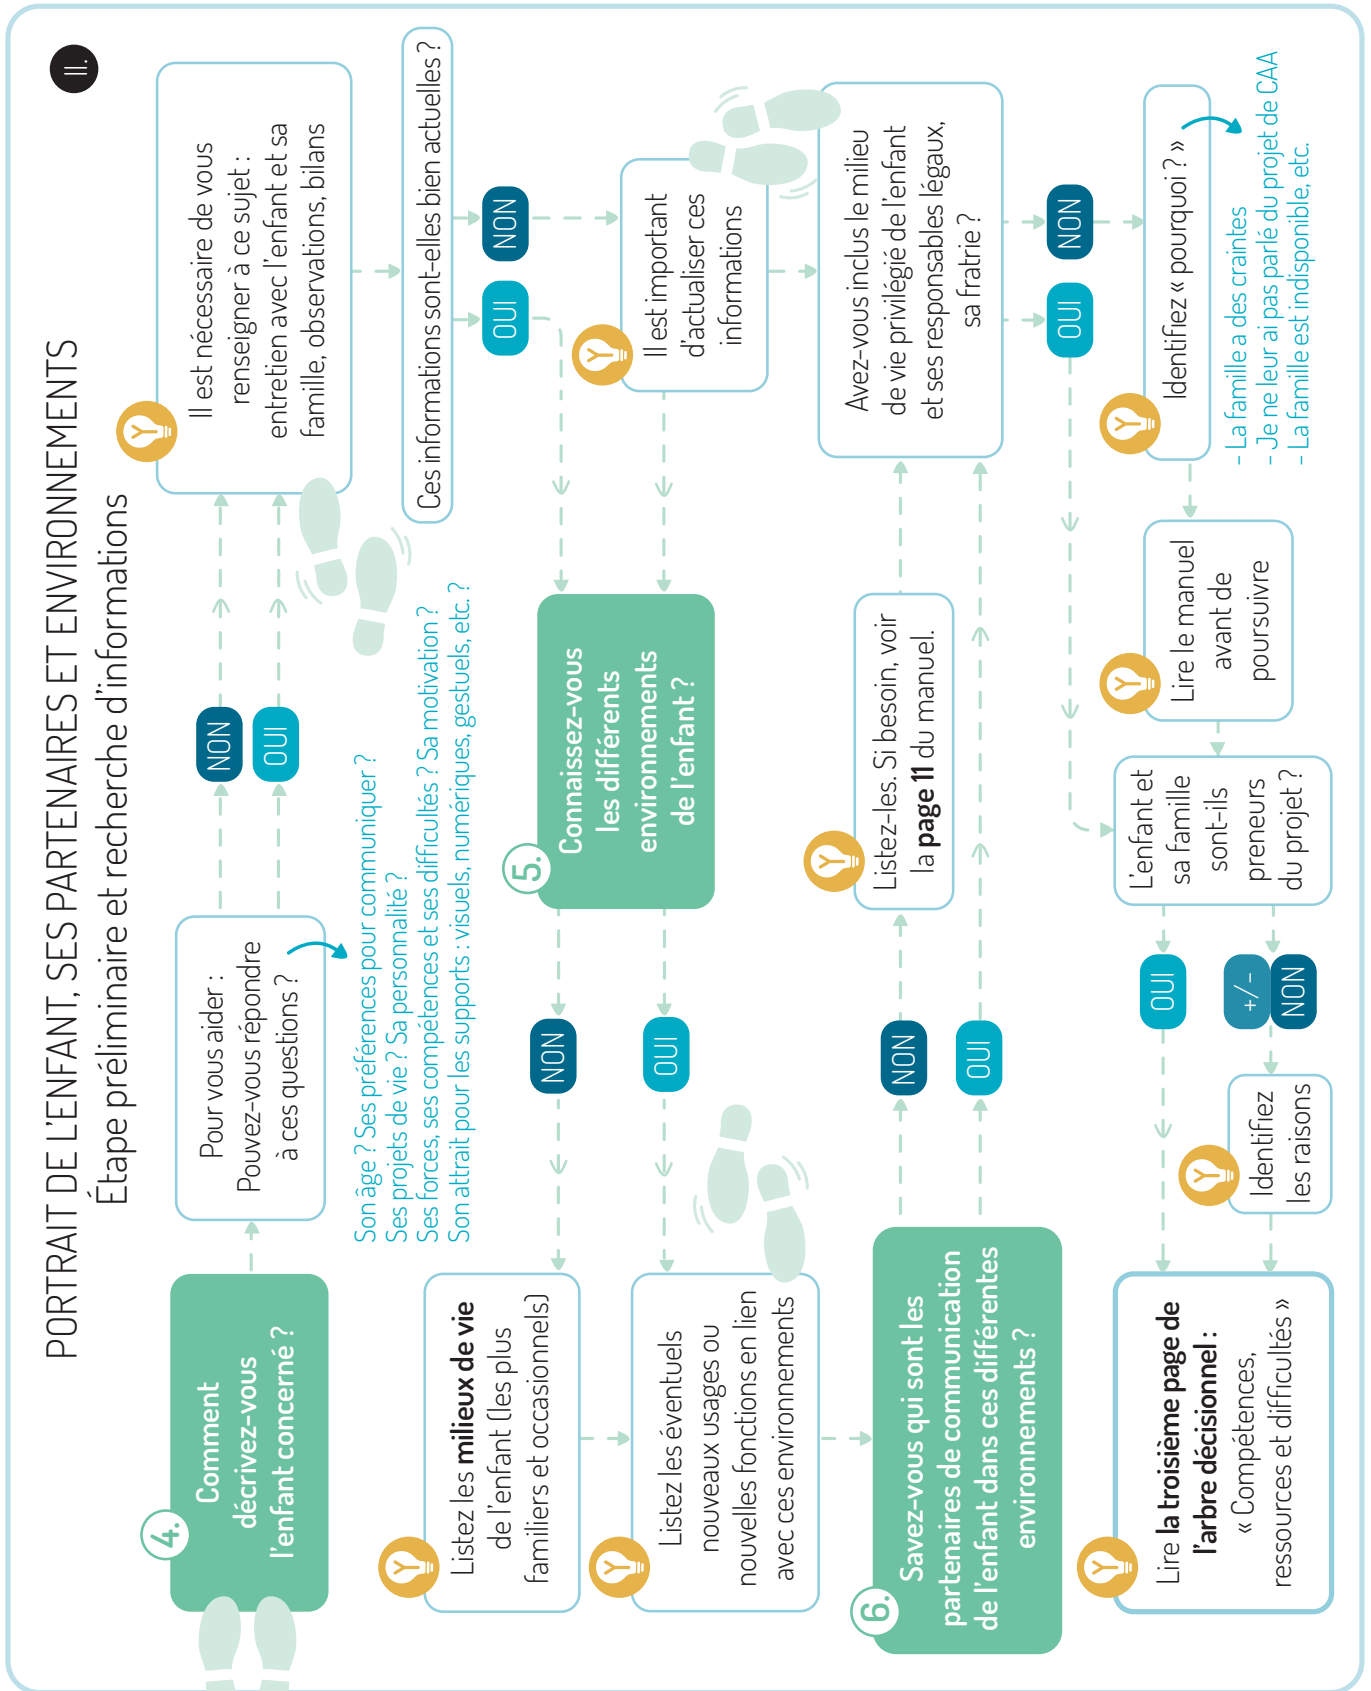 PORTRAIT DE L'ENFANT, SES PARTENAIRES ET ENVIRONNEMENTS
Étape préliminaire et recherche d'informations
II.
4.
Comment
décrivez-vous
l'enfant concerné ?
Pour vous aider :
Pouvez-vous répondre
à ces questions ?
NON
OUI
Il est nécessaire de vous
renseigner à ce sujet :
entretien avec l'enfant et sa
famille, observations, bilans
Son âge ? Ses préférences pour communiquer ?
Ses projets de vie ? Sa personnalité ?
Ses forces, ses compétences et ses difficultés ? Sa motivation ?
Son attrait pour les supports : visuels, numériques, gestuels, etc. ?
Ces informations sont-elles bien actuelles ?
OUI
NON
Il est important
d'actualiser ces
informations
5.
Connaissez-vous
les différents
environnements
de l'enfant ?
NON
OUI
Listez les milieux de vie
de l'enfant (les plus
familiers et occasionnels)
Listez les éventuels
nouveaux usages ou
nouvelles fonctions en lien
avec ces environnements
6.
Savez-vous qui sont les
partenaires de communication
de l'enfant dans ces différentes
environnements ?
NON
OUI
Listez-les. Si besoin, voir
la page 11 du manuel.
Avez-vous inclus le milieu
de vie privilégié de l'enfant
et ses responsables légaux,
sa fratrie ?
OUI
NON
Identifiez « pourquoi ? »
- La famille a des craintes
- Je ne leur ai pas parlé du projet de CAA
- La famille est indisponible, etc.
Lire le manuel
avant de
poursuivre
L'enfant et
sa famille
sont-ils
preneurs
du projet ?
OUI
+/-
NON
Identifiez
les raisons
Lire la troisième page de
l'arbre décisionnel :
« Compétences,
ressources et difficultés »